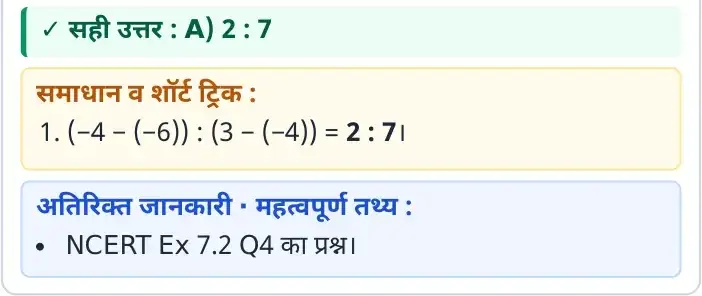 ✓ सही उत्तर : A) 2 : 7
समाधान व शॉर्ट ट्रिक :
1. (−4 − (−6)) : (3 − (−4)) = 2 : 7।
अतिरिक्त जानकारी · महत्वपूर्ण तथ्य :
• NCERT Ex 7.2 Q4 का प्रश्न।